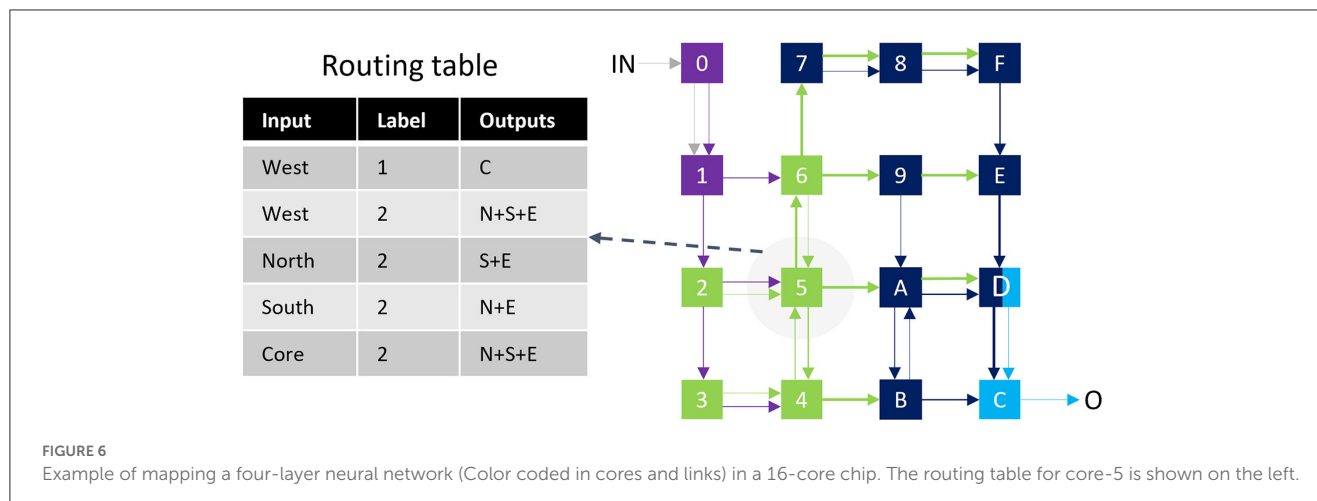 Routing table
Input Label Outputs
West 1 C
West 2 N+S+E
North 2 S+E
South 2 N+E
Core 2 N+S+E
IN 0 7 8 F
1 6 9 E
2 5 A D
3 4 B C O
FIGURE 6
Example of mapping a four-layer neural network (Color coded in cores and links) in a 16-core chip. The routing table for core-5 is shown on the left.